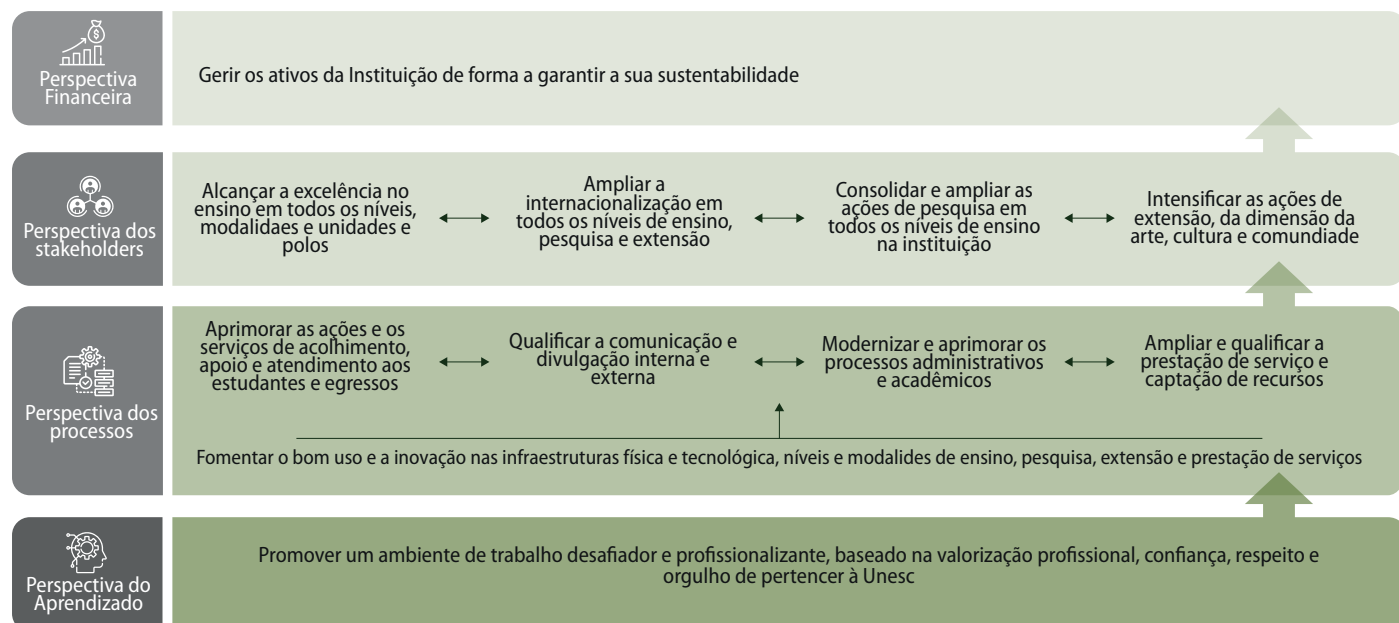 Perspectiva
Financeira
Gerir os ativos da Instituição de forma a garantir a sua sustentabilidade
Perspectiva dos
stakeholders
Alcançar a excelência no
ensino em todos os níveis,
modalidaes e unidades e
polos
Ampliar a
internacionalização em
todos os níveis de ensino,
pesquisa e extensão
Consolidar e ampliar as
ações de pesquisa em
todos os níveis de ensino
na instituição
Intensificar as ações de
extensão, da dimensão da
arte, cultura e comundiade
Perspectiva dos
processos
Aprimorar as ações e os
serviços de acolhimento,
apoio e atendimento aos
estudantes e egressos
Qualificar a comunicação e
divulgação interna e
externa
Modernizar e aprimorar os
processos administrativos
e acadêmicos
Ampliar e qualificar a
prestação de serviço e
captação de recursos
Fomentar o bom uso e a inovação nas infraestruturas física e tecnológica, níveis e modalides de ensino, pesquisa, extensão e prestação de serviços
Perspectiva do
Aprendizado
Promover um ambiente de trabalho desafiador e profissionalizante, baseado na valorização profissional, confiança, respeito e
orgulho de pertencer à Unesc